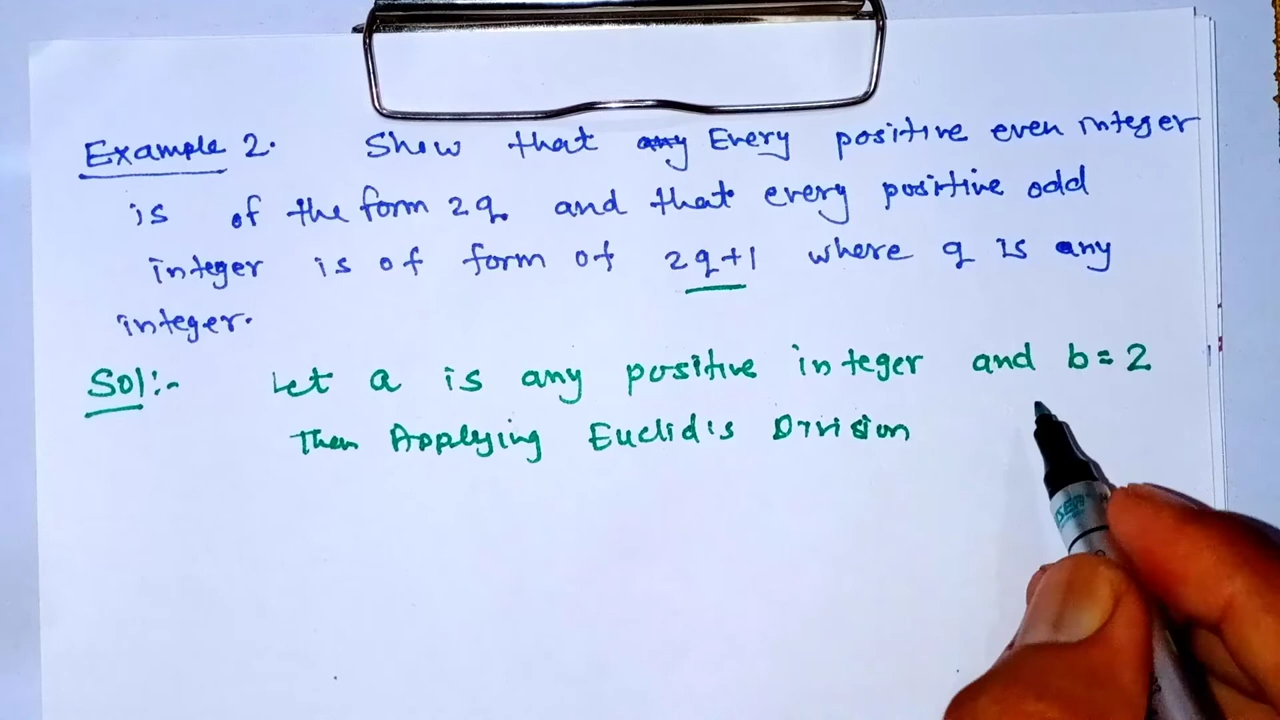 Example 2. Show that any Every positive even integer
is of the form 2q and that every positive odd
integer is of form of 2q+1 where q is any
integer.
Sol:- Let a is any positive integer and b=2
Then Applying Euclid's Division